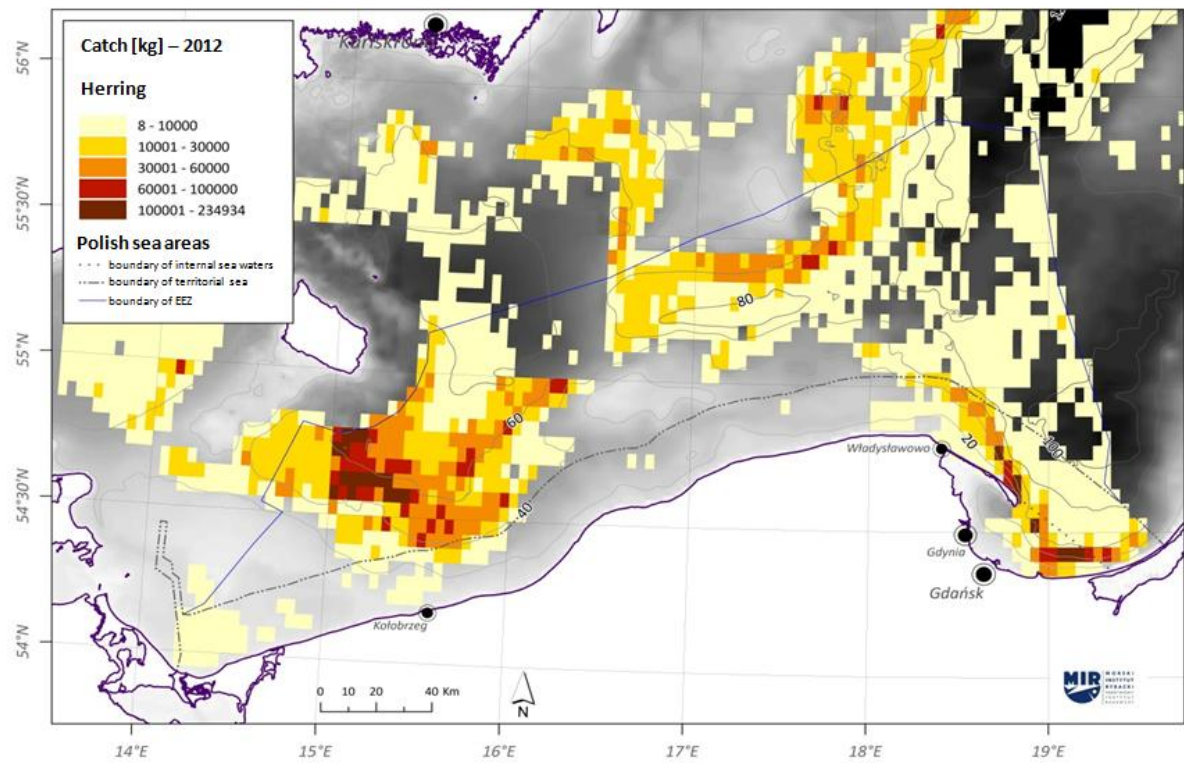 Catch [kg] – 2012
Herring
8 - 10000
10001 - 30000
30001 - 60000
60001 - 100000
100001 - 234934
Polish sea areas
boundary of internal sea waters
boundary of territorial sea
boundary of EEZ
56°N
55°30'N
55°N
54°30'N
54°N
80
60
40
20
100
Władysławowo
Gdynia
Gdańsk
Kołobrzeg
0 10 20 40 Km
N
MIR
MORSKI
INSTYTUT
RYBACKI
14°E 15°E 16°E 17°E 18°E 19°E